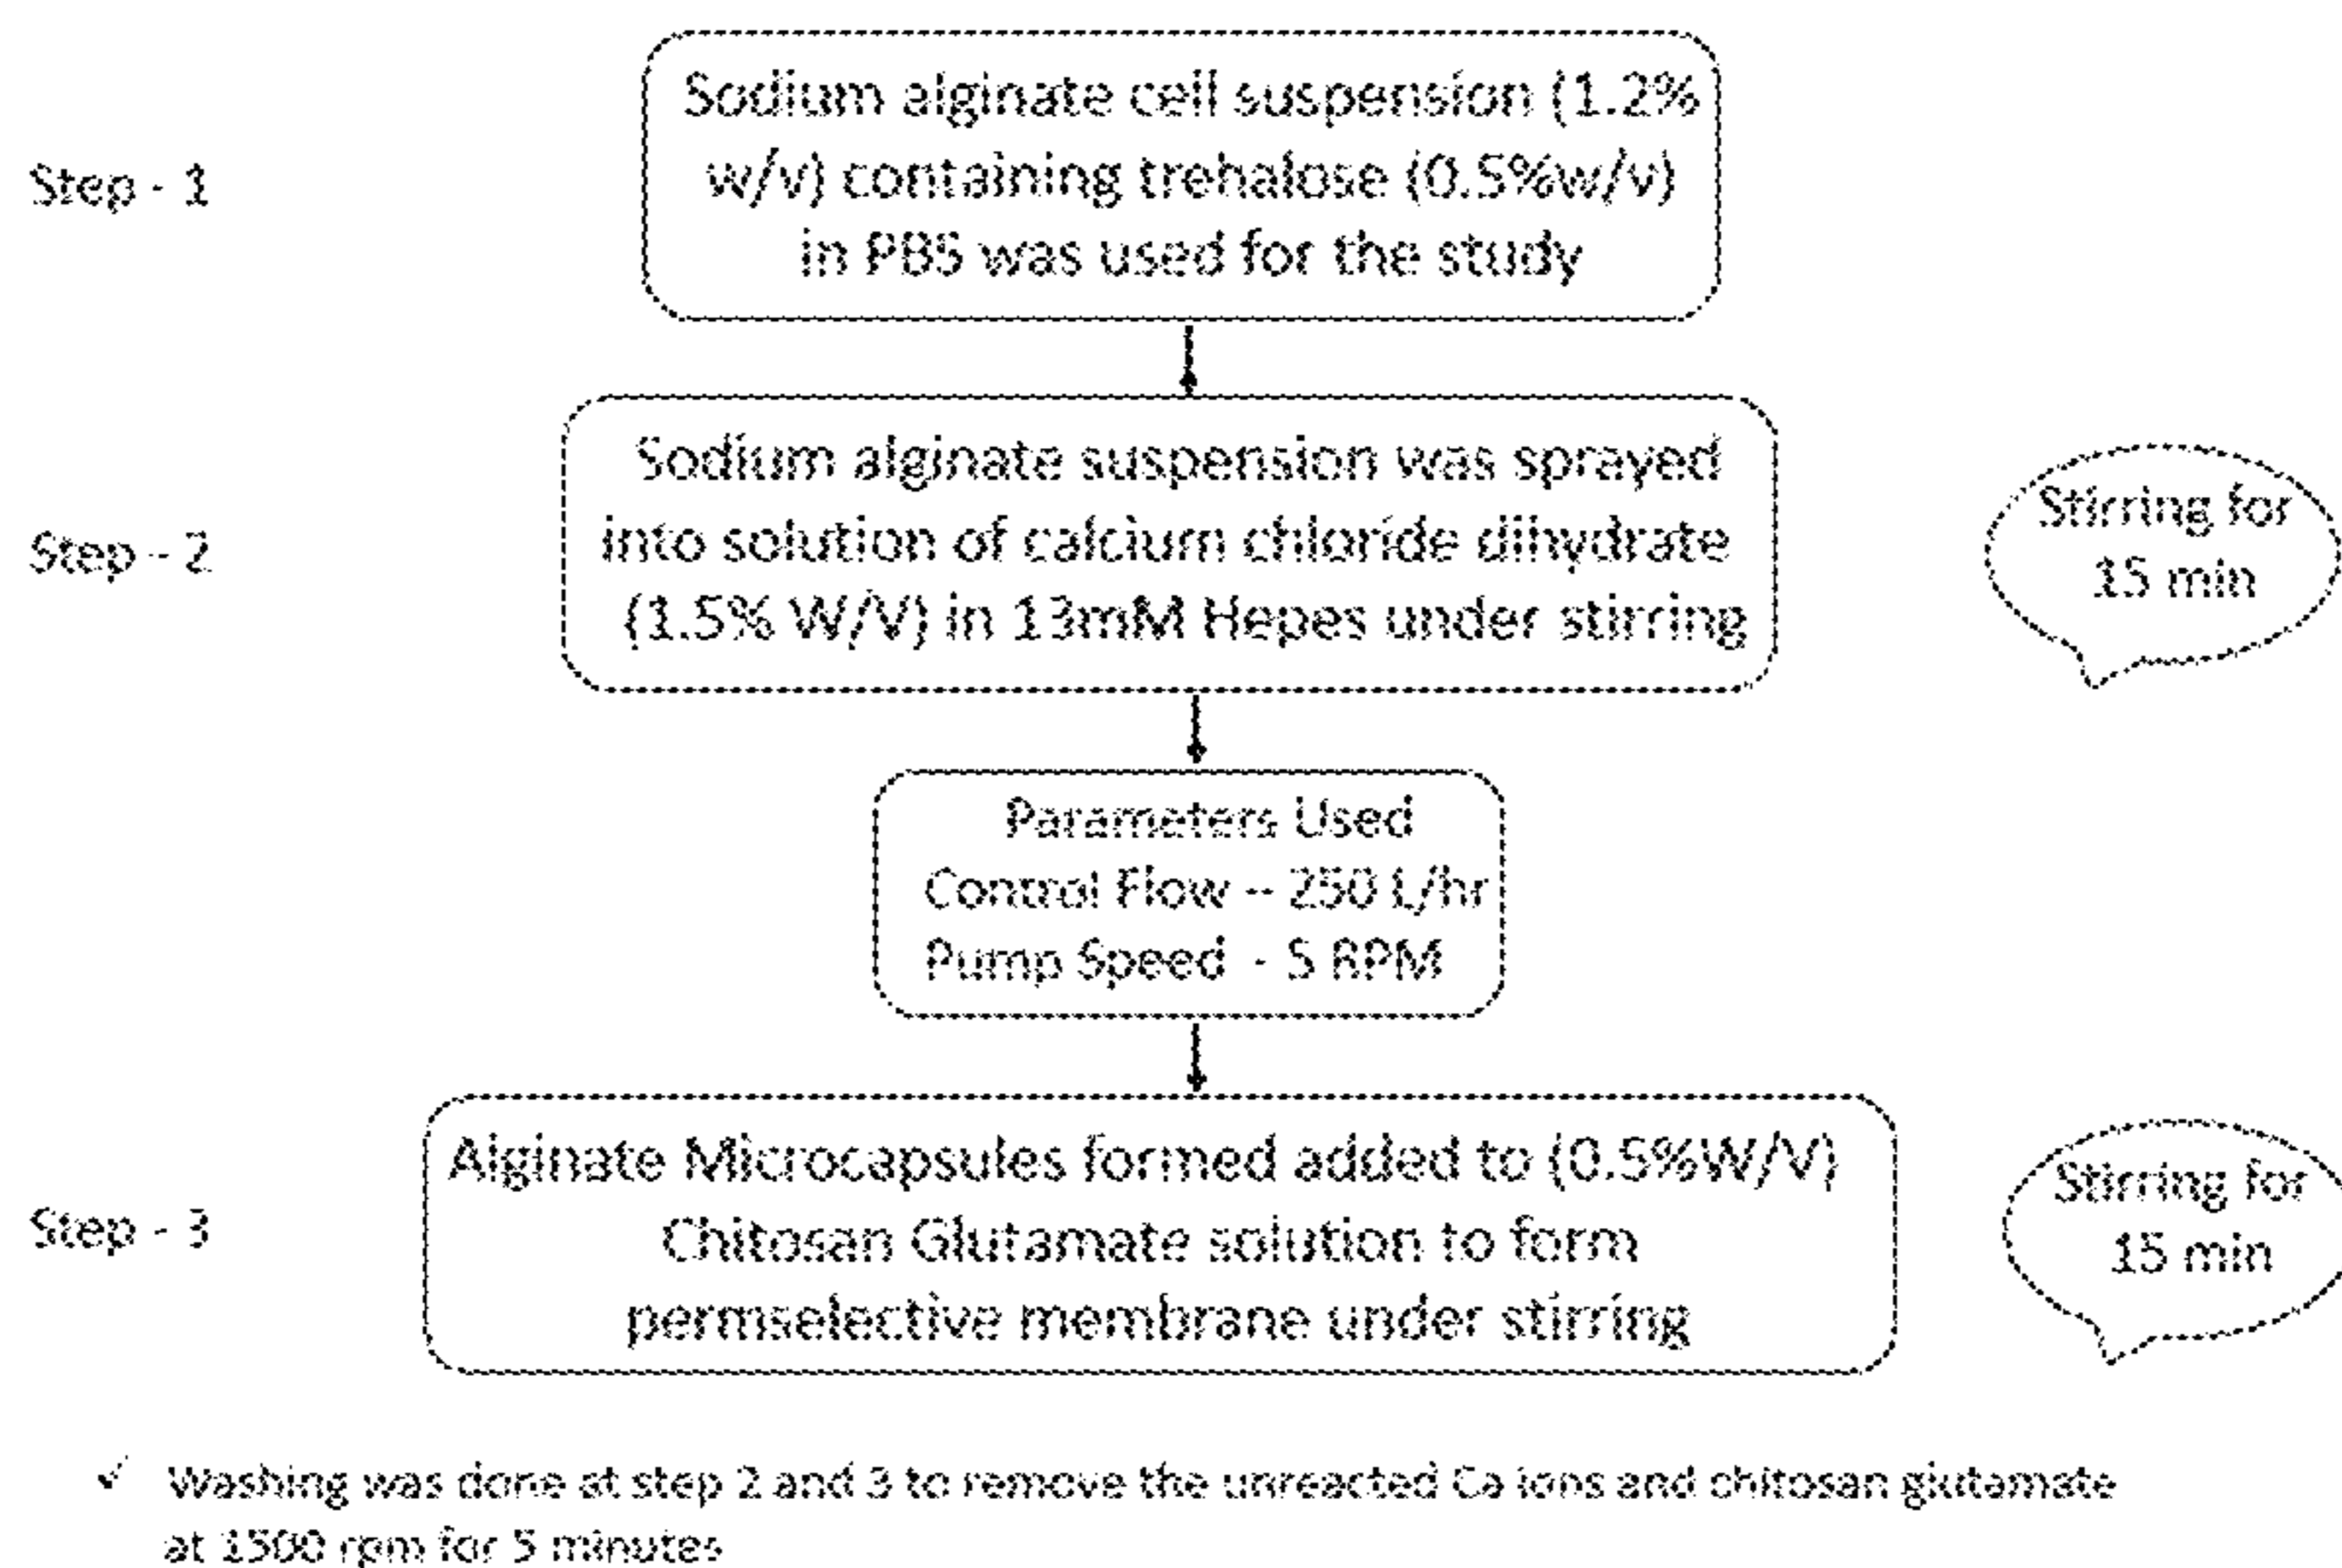 Step - 1
Sodium alginate cell suspension (1.2%
w/v) containing trehalose (0.5%w/v)
in PBS was used for the study
Step - 2
Sodium alginate suspension was sprayed
into solution of calcium chloride dihydrate
(1.5% W/V) in 13mM Hepes under stirring
Stirring for
15 min
Parameters Used
Control Flow -- 250 L/hr
Pump Speed - 5 RPM
Step - 3
Alginate Microcapsules formed added to (0.5%W/V)
Chitosan Glutamate solution to form
permselective membrane under stirring
Stirring for
15 min
✓ Washing was done at step 2 and 3 to remove the unreacted Ca ions and chitosan glutamate
at 1500 rpm for 5 minutes